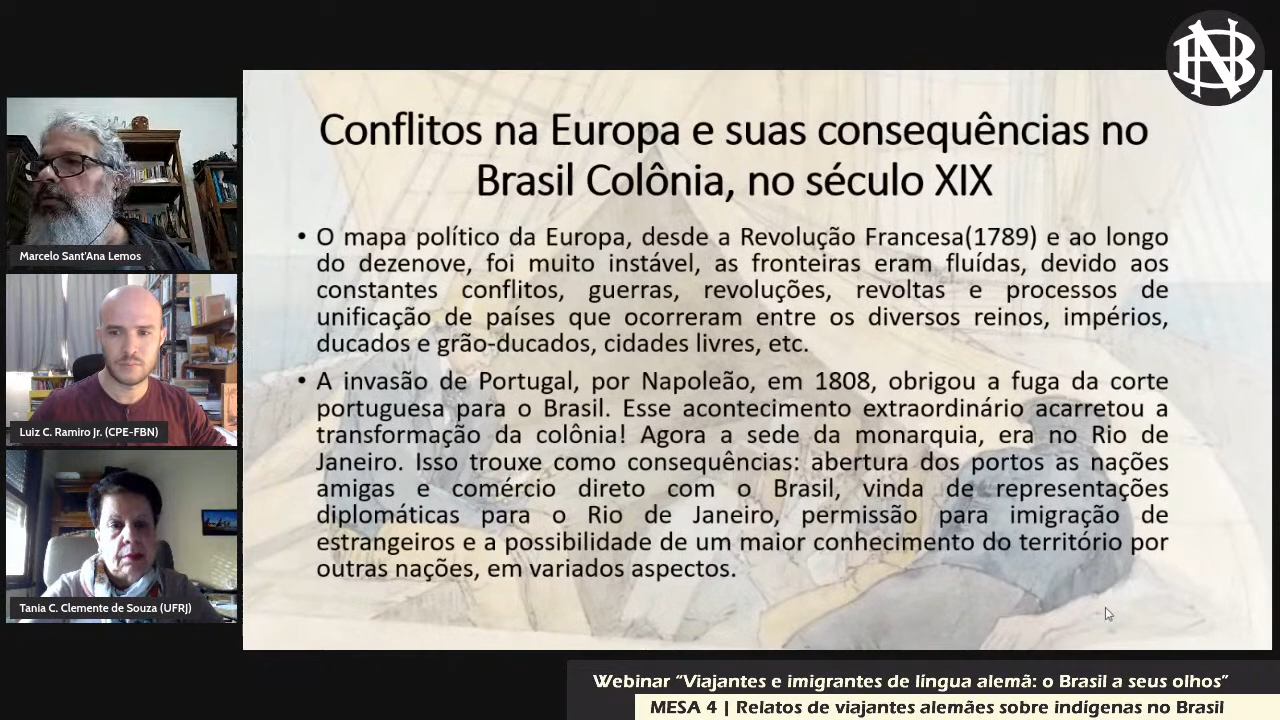 Conflitos na Europa e suas consequências no
Brasil Colônia, no século XIX
• O mapa político da Europa, desde a Revolução Francesa(1789) e ao longo
do dezenove, foi muito instável, as fronteiras eram fluídas, devido aos
constantes conflitos, guerras, revoluções, revoltas e processos de
unificação de países que ocorreram entre os diversos reinos, impérios,
ducados e grão-ducados, cidades livres, etc.
• A invasão de Portugal, por Napoleão, em 1808, obrigou a fuga da corte
portuguesa para o Brasil. Esse acontecimento extraordinário acarretou a
transformação da colônia! Agora a sede da monarquia, era no Rio de
Janeiro. Isso trouxe como consequências: abertura dos portos as nações
amigas e comércio direto com o Brasil, vinda de representações
diplomáticas para o Rio de Janeiro, permissão para imigração de
estrangeiros e a possibilidade de um maior conhecimento do território por
outras nações, em variados aspectos.
Marcelo Sant'Ana Lemos
Luiz C. Ramiro Jr. (CPE-FBN)
Tania C. Clemente de Souza (UFRJ)
Webinar “Viajantes e imigrantes de língua alemã: o Brasil a seus olhos”
MESA 4 | Relatos de viajantes alemães sobre indígenas no Brasil